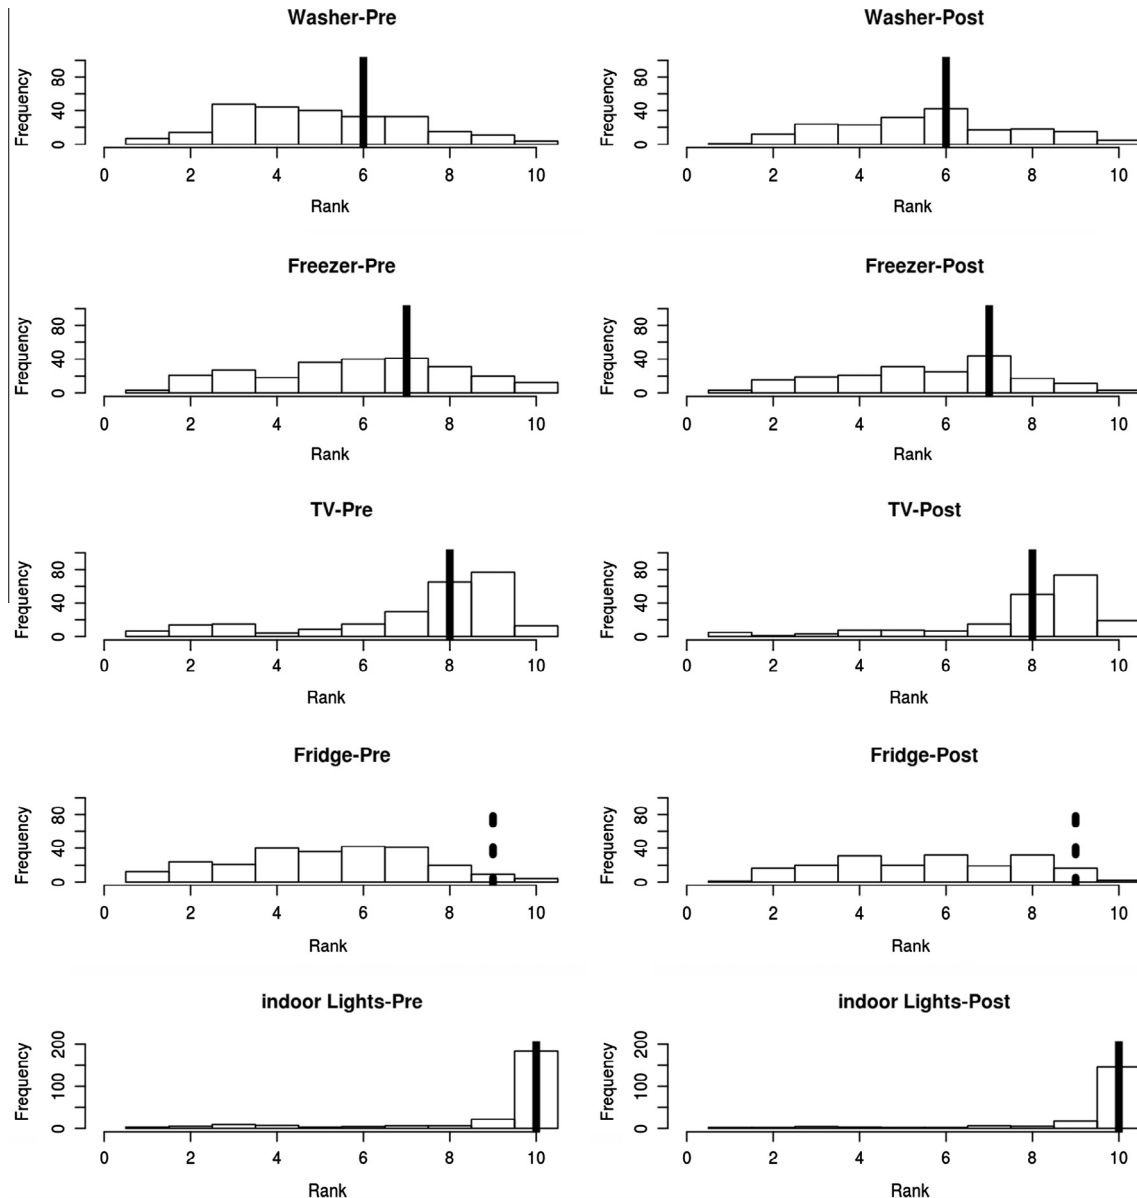 Washer-Pre
Frequency
0 40 80
0 2 4 6 8 10
Rank
Washer-Post
Frequency
0 40 80
0 2 4 6 8 10
Rank
Freezer-Pre
Frequency
0 40 80
0 2 4 6 8 10
Rank
Freezer-Post
Frequency
0 40 80
0 2 4 6 8 10
Rank
TV-Pre
Frequency
0 40 80
0 2 4 6 8 10
Rank
TV-Post
Frequency
0 40 80
0 2 4 6 8 10
Rank
Fridge-Pre
Frequency
0 40 80
0 2 4 6 8 10
Rank
Fridge-Post
Frequency
0 40 80
0 2 4 6 8 10
Rank
indoor Lights-Pre
Frequency
0 100 200
0 2 4 6 8 10
Rank
indoor Lights-Post
Frequency
0 100 200
0 2 4 6 8 10
Rank